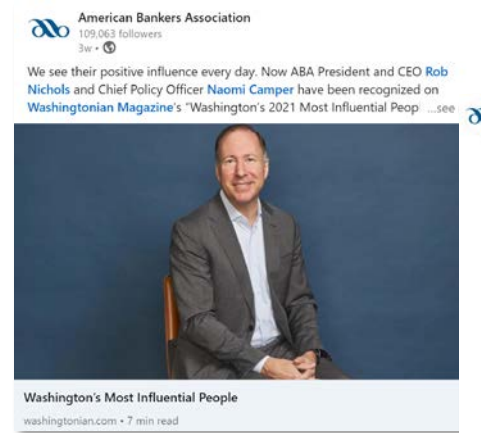 American Bankers Association
109,063 followers
3w •
We see their positive influence every day. Now ABA President and CEO Rob
Nichols and Chief Policy Officer Naomi Camper have been recognized on
Washingtonian Magazine's "Washington's 2021 Most Influential Peop ...see
Washington's Most Influential People
washingtonian.com • 7 min read